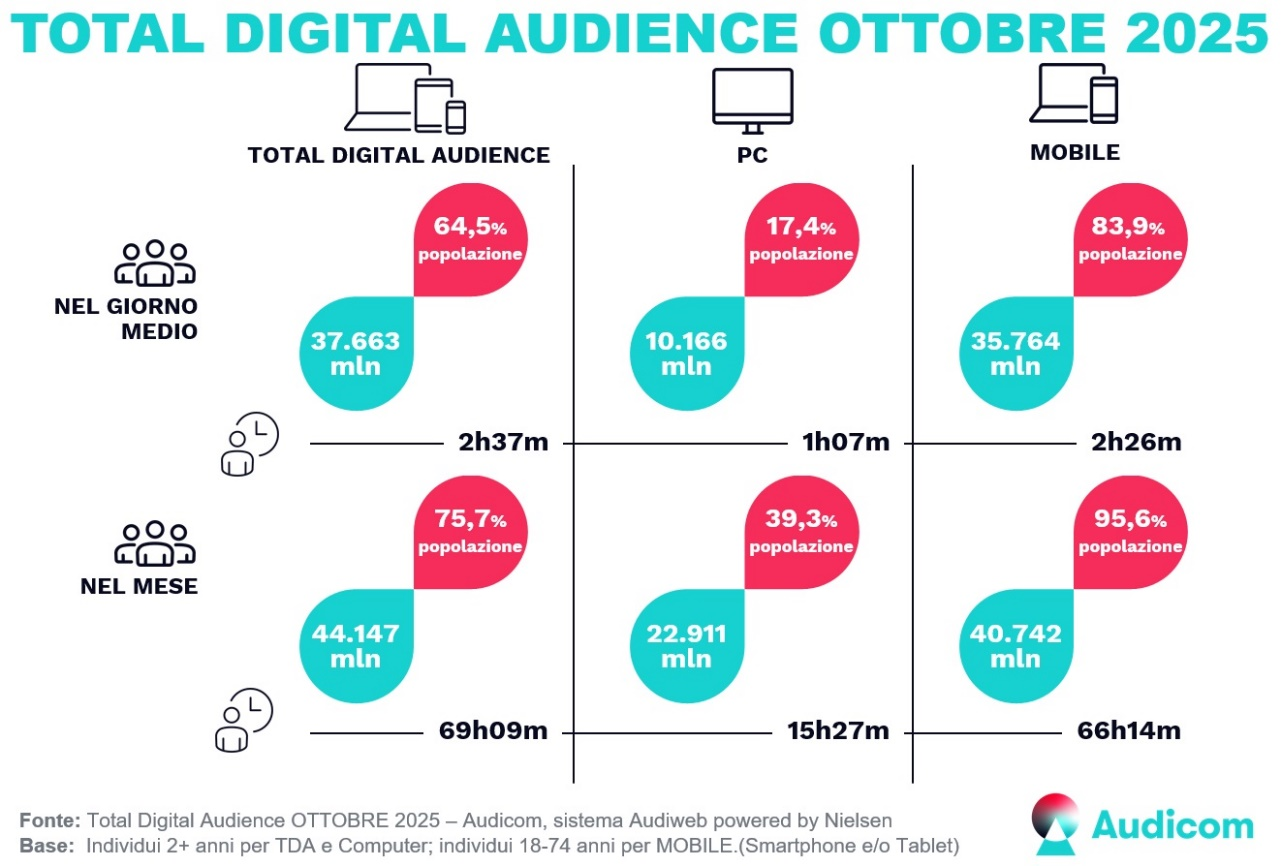 TOTAL DIGITAL AUDIENCE OTTOBRE 2025
TOTAL DIGITAL AUDIENCE
PC
MOBILE
NEL GIORNO
MEDIO
64,5%
popolazione
37.663
mln
17,4%
popolazione
10.166
mln
83,9%
popolazione
35.764
mln
2h37m
1h07m
2h26m
NEL MESE
75,7%
popolazione
44.147
mln
39,3%
popolazione
22.911
mln
95,6%
popolazione
40.742
mln
69h09m
15h27m
66h14m
Fonte: Total Digital Audience OTTOBRE 2025 – Audicom, sistema Audiweb powered by Nielsen
Base: Individui 2+ anni per TDA e Computer; individui 18-74 anni per MOBILE.(Smartphone e/o Tablet)
Audicom